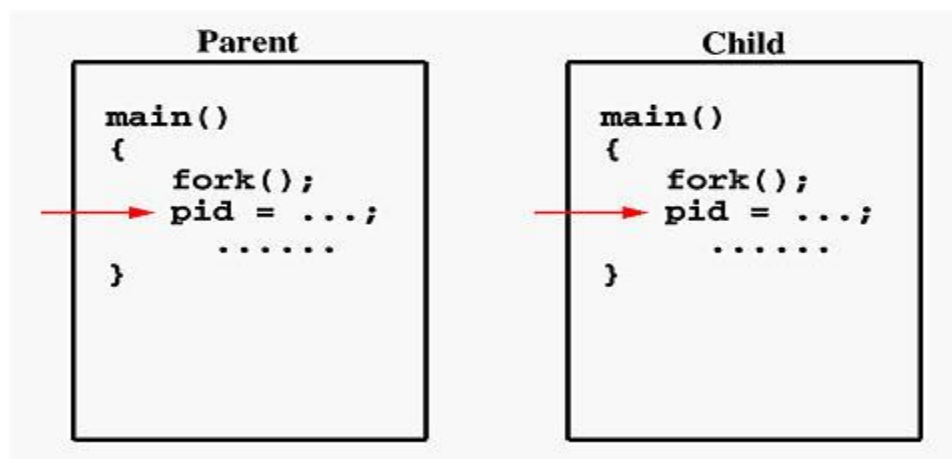 Parent
main()
{
fork();
pid = ...;
......
}
Child
main()
{
fork();
pid = ...;
......
}